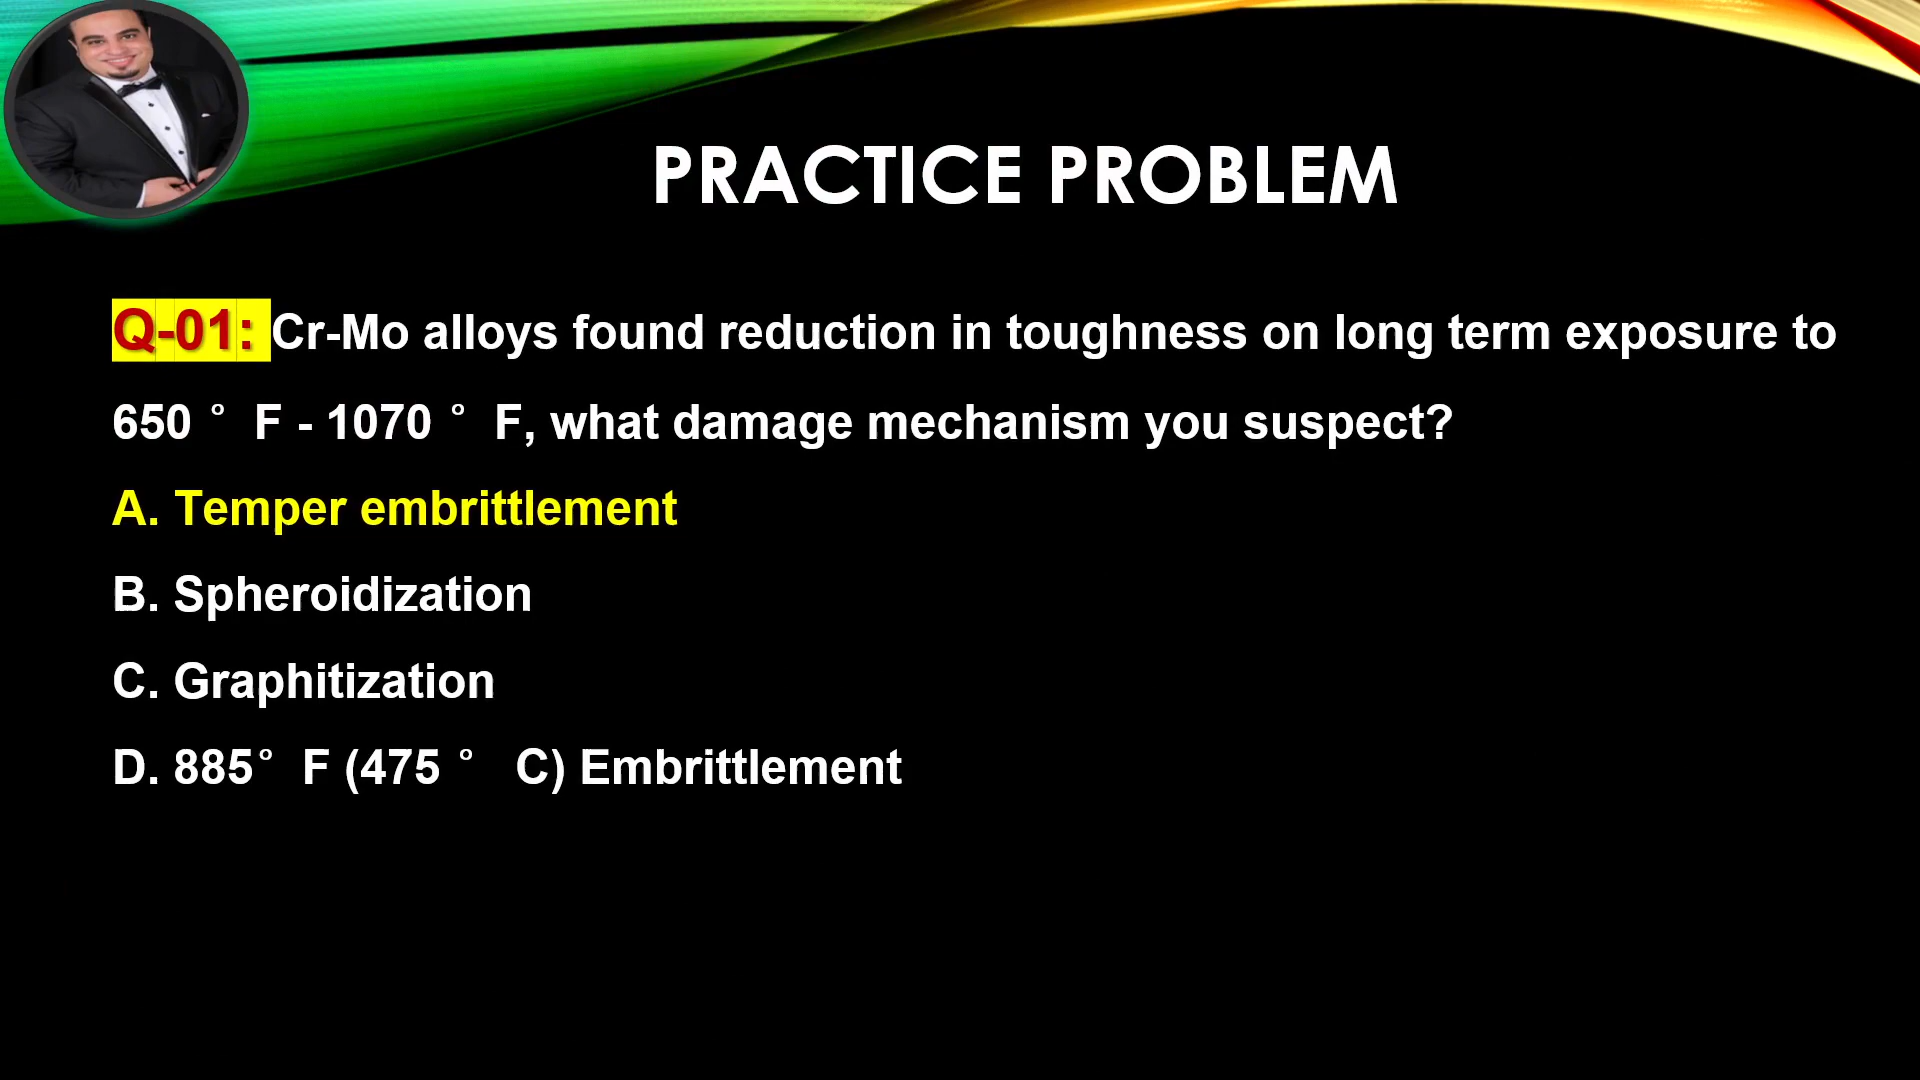 PRACTICE PROBLEM
Q-01: Cr-Mo alloys found reduction in toughness on long term exposure to
650 ° F - 1070 ° F, what damage mechanism you suspect?
A. Temper embrittlement
B. Spheroidization
C. Graphitization
D. 885° F (475 ° C) Embrittlement